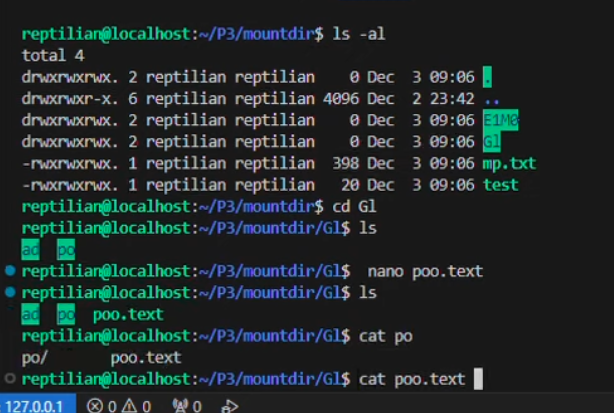 reptilian@localhost:~/P3/mountdir$ ls -al
total 4
drwxrwxrwx. 2 reptilian reptilian    0 Dec  3 09:06 .
drwxrwxr-x. 6 reptilian reptilian 4096 Dec  2 23:42 ..
drwxrwxrwx. 2 reptilian reptilian    0 Dec  3 09:06 E1M0
drwxrwxrwx. 2 reptilian reptilian    0 Dec  3 09:06 Gl
-rwxrwxrwx. 1 reptilian reptilian  398 Dec  3 09:06 mp.txt
-rwxrwxrwx. 1 reptilian reptilian   20 Dec  3 09:06 test
reptilian@localhost:~/P3/mountdir$ cd Gl
reptilian@localhost:~/P3/mountdir/Gl$ ls
ad  po
reptilian@localhost:~/P3/mountdir/Gl$  nano poo.text
reptilian@localhost:~/P3/mountdir/Gl$ ls
ad  po  poo.text
reptilian@localhost:~/P3/mountdir/Gl$ cat po
po/       poo.text
reptilian@localhost:~/P3/mountdir/Gl$ cat poo.text
127.0.0.1 0 0 0